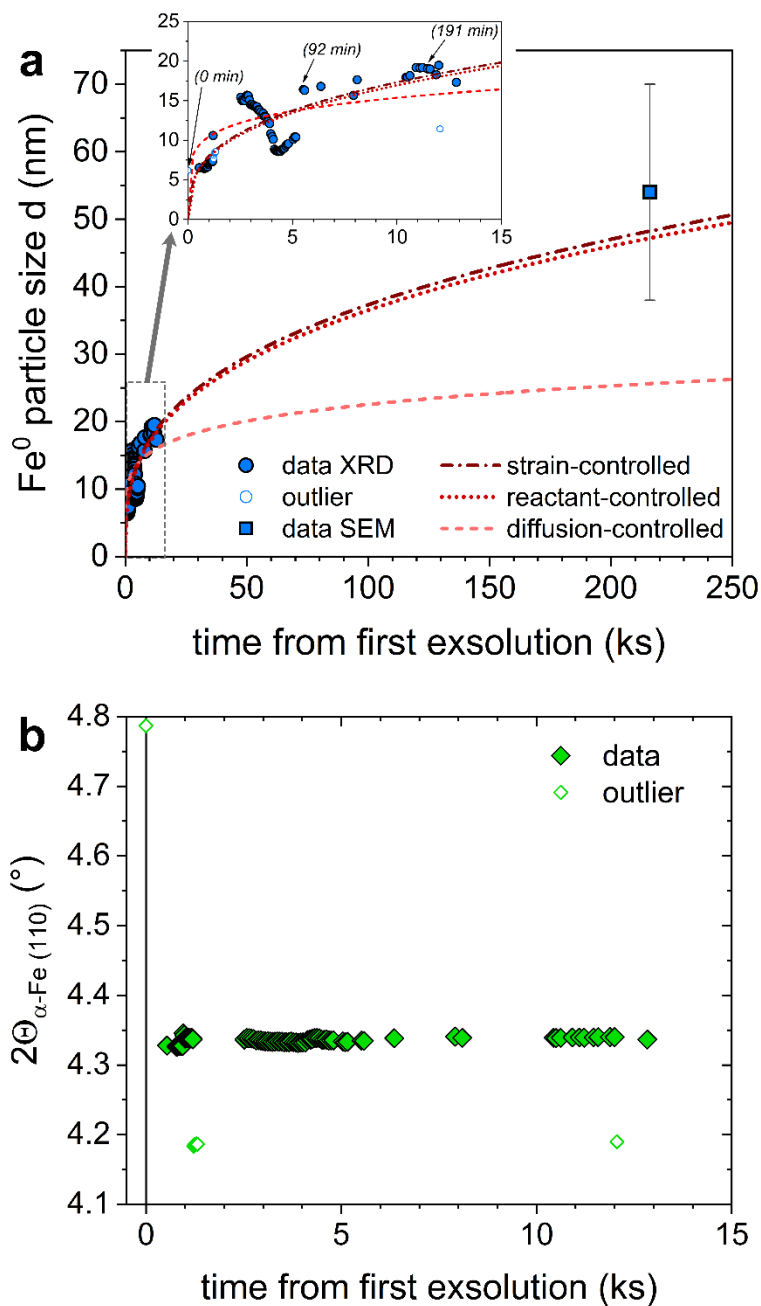 a
Fe⁰ particle size d (nm)
70
60
50
40
30
20
10
0
25
20
15
10
5
0
(0 min)
(92 min)
(191 min)
0 5 10 15
data XRD
outlier
data SEM
strain-controlled
reactant-controlled
diffusion-controlled
0 50 100 150 200 250
time from first exsolution (ks)
b
2Θα-Fe (110) (°)
4.8
4.7
4.6
4.5
4.4
4.3
4.2
4.1
data
outlier
0 5 10 15
time from first exsolution (ks)